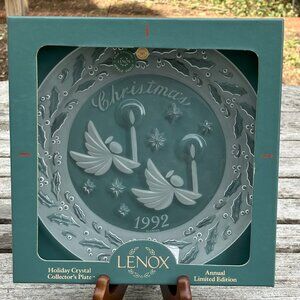 Christmas
1992
LENOX
Holiday Crystal
Collector's Plate
Annual
Limited Edition